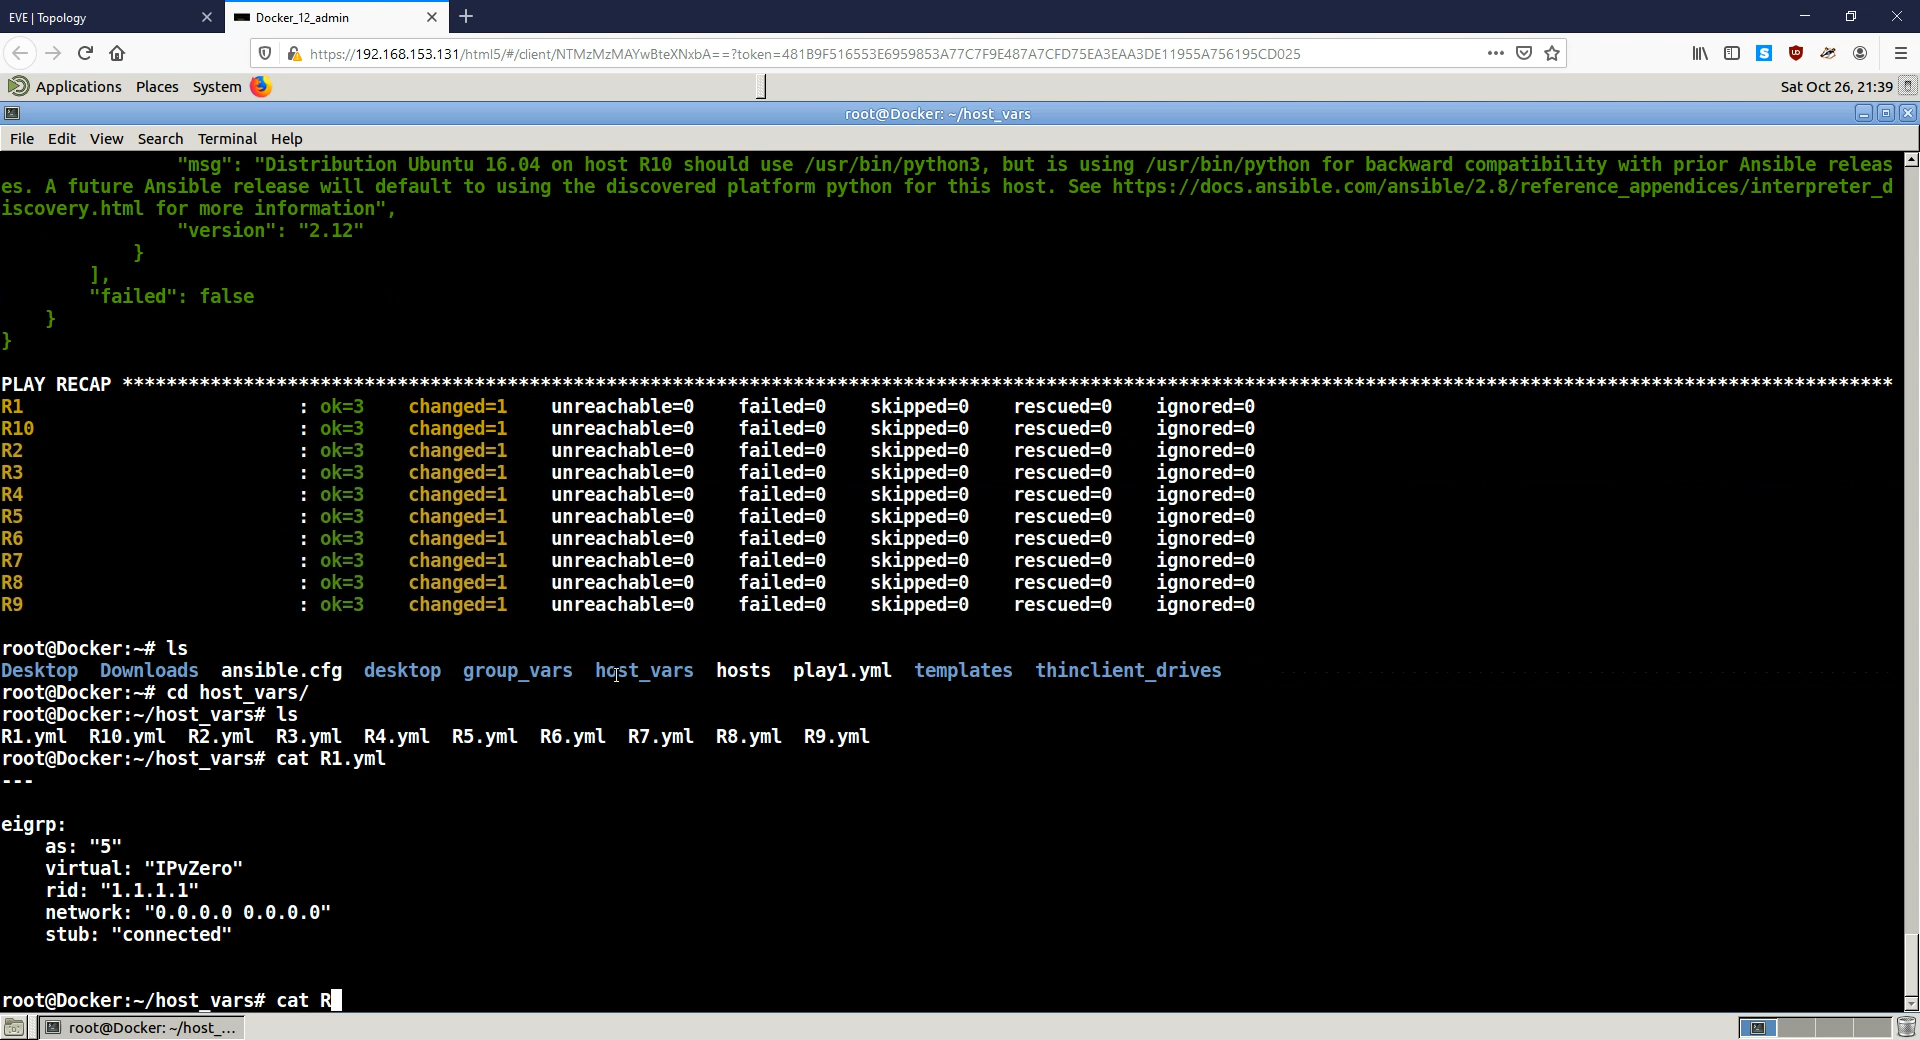 EVE | Topology
Docker_12_admin
https://192.168.153.131/html5/#/client/NTMzMzMAYwBteXNxbA==?token=481B9F516553E6959853A77C7F9E487A7CFD75EA3EAA3DE11955A756195CD025
Applications Places System
Sat Oct 26, 21:39
root@Docker: ~/host_vars
File Edit View Search Terminal Help
"msg": "Distribution Ubuntu 16.04 on host R10 should use /usr/bin/python3, but is using /usr/bin/python for backward compatibility with prior Ansible releas
es. A future Ansible release will default to using the discovered platform python for this host. See https://docs.ansible.com/ansible/2.8/reference_appendices/interpreter_d
iscovery.html for more information",
"version": "2.12"
}
],
"failed": false
}
}
PLAY RECAP *****************************************************************************************************************************************************************
R1 : ok=3 changed=1 unreachable=0 failed=0 skipped=0 rescued=0 ignored=0
R10 : ok=3 changed=1 unreachable=0 failed=0 skipped=0 rescued=0 ignored=0
R2 : ok=3 changed=1 unreachable=0 failed=0 skipped=0 rescued=0 ignored=0
R3 : ok=3 changed=1 unreachable=0 failed=0 skipped=0 rescued=0 ignored=0
R4 : ok=3 changed=1 unreachable=0 failed=0 skipped=0 rescued=0 ignored=0
R5 : ok=3 changed=1 unreachable=0 failed=0 skipped=0 rescued=0 ignored=0
R6 : ok=3 changed=1 unreachable=0 failed=0 skipped=0 rescued=0 ignored=0
R7 : ok=3 changed=1 unreachable=0 failed=0 skipped=0 rescued=0 ignored=0
R8 : ok=3 changed=1 unreachable=0 failed=0 skipped=0 rescued=0 ignored=0
R9 : ok=3 changed=1 unreachable=0 failed=0 skipped=0 rescued=0 ignored=0
root@Docker:~# ls
Desktop Downloads ansible.cfg desktop group_vars host_vars hosts play1.yml templates thinclient_drives
root@Docker:~# cd host_vars/
root@Docker:~/host_vars# ls
R1.yml R10.yml R2.yml R3.yml R4.yml R5.yml R6.yml R7.yml R8.yml R9.yml
root@Docker:~/host_vars# cat R1.yml
---
eigrp:
as: "5"
virtual: "IPvZero"
rid: "1.1.1.1"
network: "0.0.0.0 0.0.0.0"
stub: "connected"
root@Docker:~/host_vars# cat R
root@Docker: ~/host_...